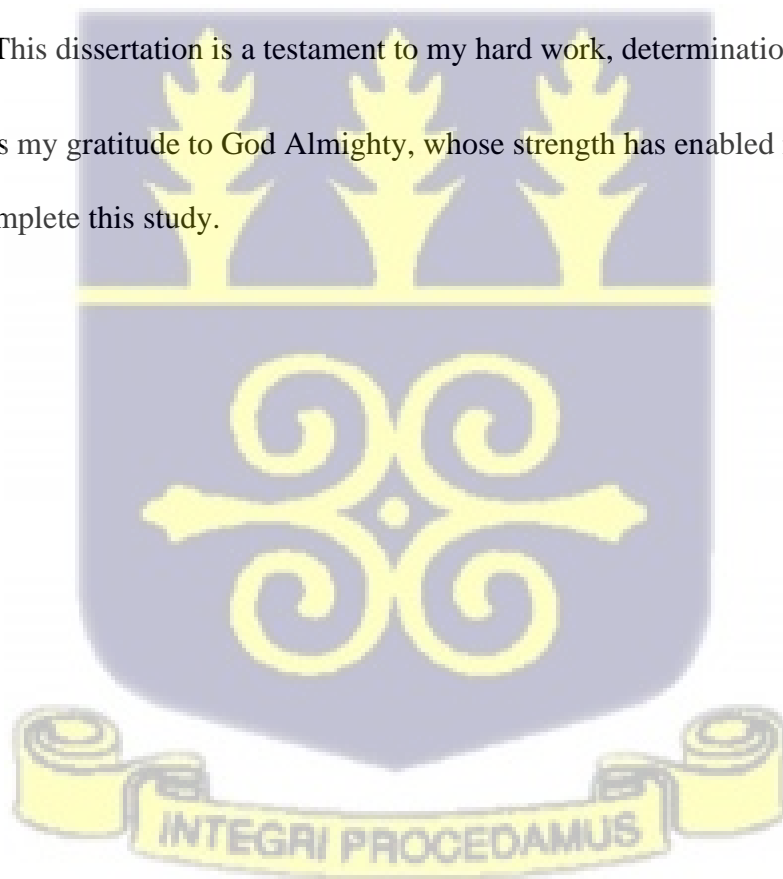 This dissertation is a testament to my hard work, determinatio
s my gratitude to God Almighty, whose strength has enabled
mplete this study.
INTEGRI PROCEDAMUS